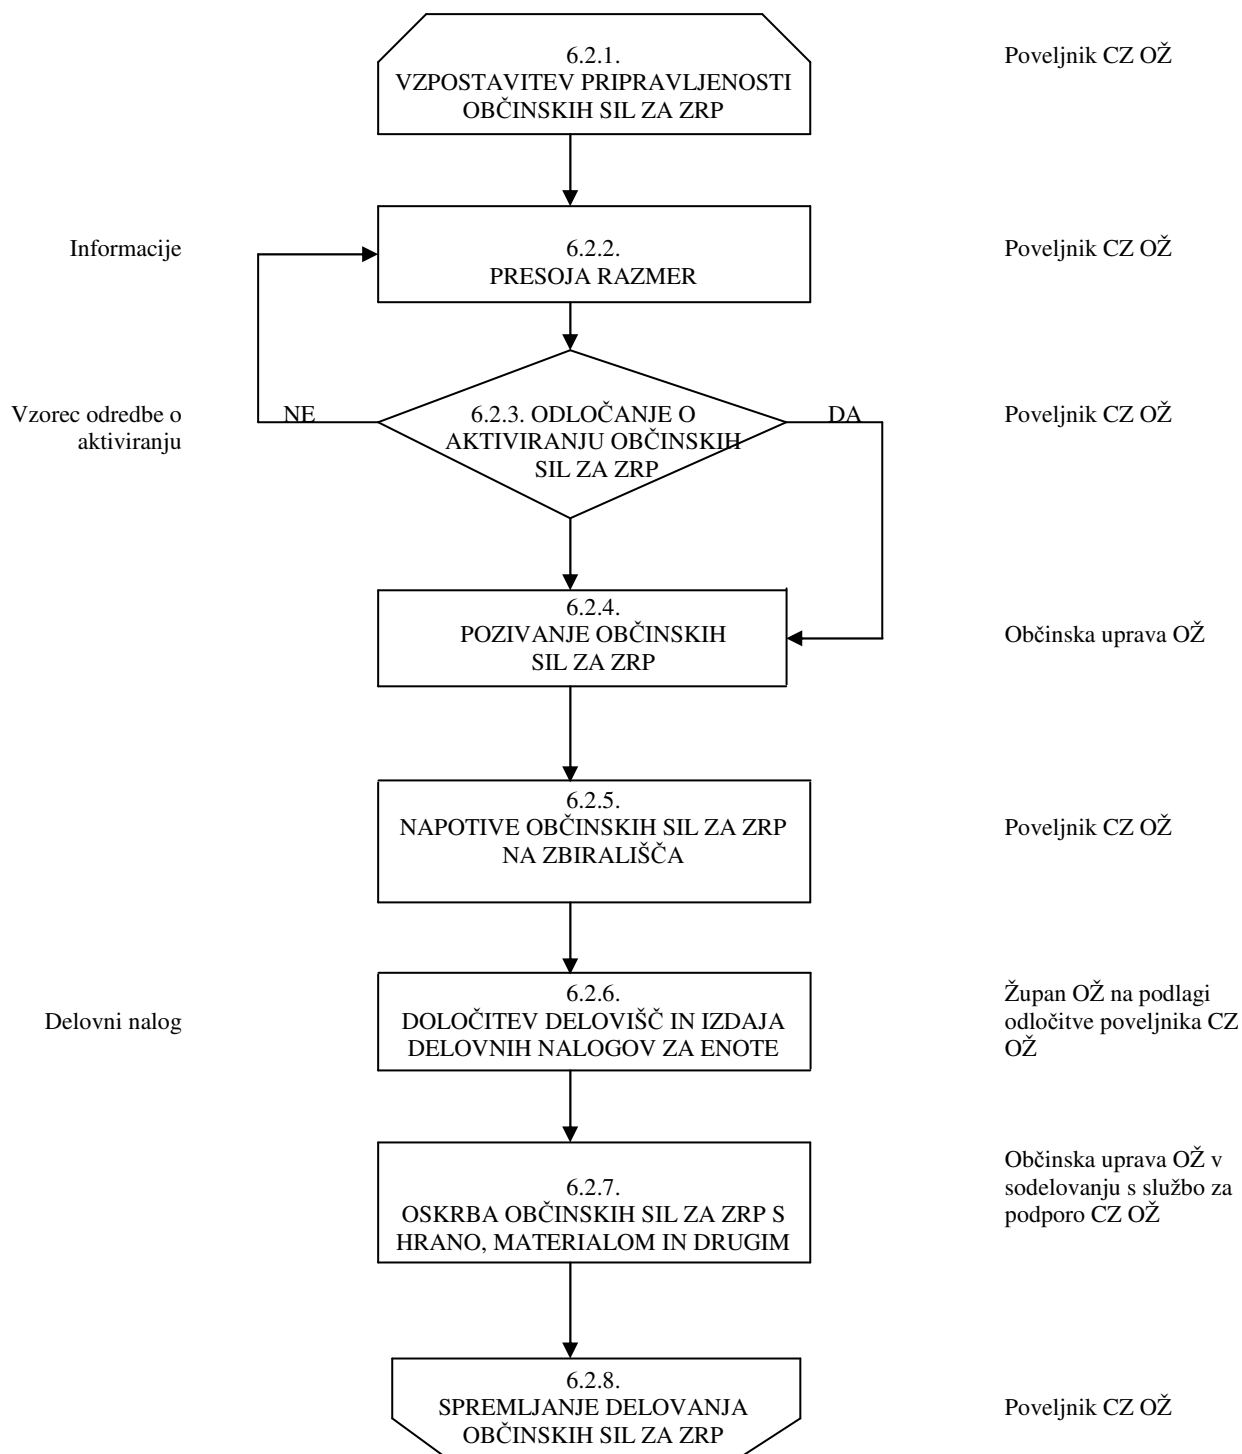 6.2.1.
VZPOSTAVITEV PRIPRAVLJENOSTI
OBČINSKIH SIL ZA ZRP
Poveljnik CZ OŽ
Informacije
6.2.2.
PRESOJA RAZMER
Poveljnik CZ OŽ
Vzorec odredbe o
aktiviranju
NE
6.2.3. ODLOČANJE O
AKTIVIRANJU OBČINSKIH
SIL ZA ZRP
DA
Poveljnik CZ OŽ
6.2.4.
POZIVANJE OBČINSKIH
SIL ZA ZRP
Občinska uprava OŽ
6.2.5.
NAPOTIVE OBČINSKIH SIL ZA ZRP
NA ZBIRALIŠČA
Poveljnik CZ OŽ
Delovni nalog
6.2.6.
DOLOČITEV DELOVIŠČ IN IZDAJA
DELOVNIH NALOGOV ZA ENOTE
Župan OŽ na podlagi
odločitve poveljnika CZ
OŽ
6.2.7.
OSKRBA OBČINSKIH SIL ZA ZRP S
HRANO, MATERIALOM IN DRUGIM
Občinska uprava OŽ v
sodelovanju s službo za
podporo CZ OŽ
6.2.8.
SPREMLJANJE DELOVANJA
OBČINSKIH SIL ZA ZRP
Poveljnik CZ OŽ